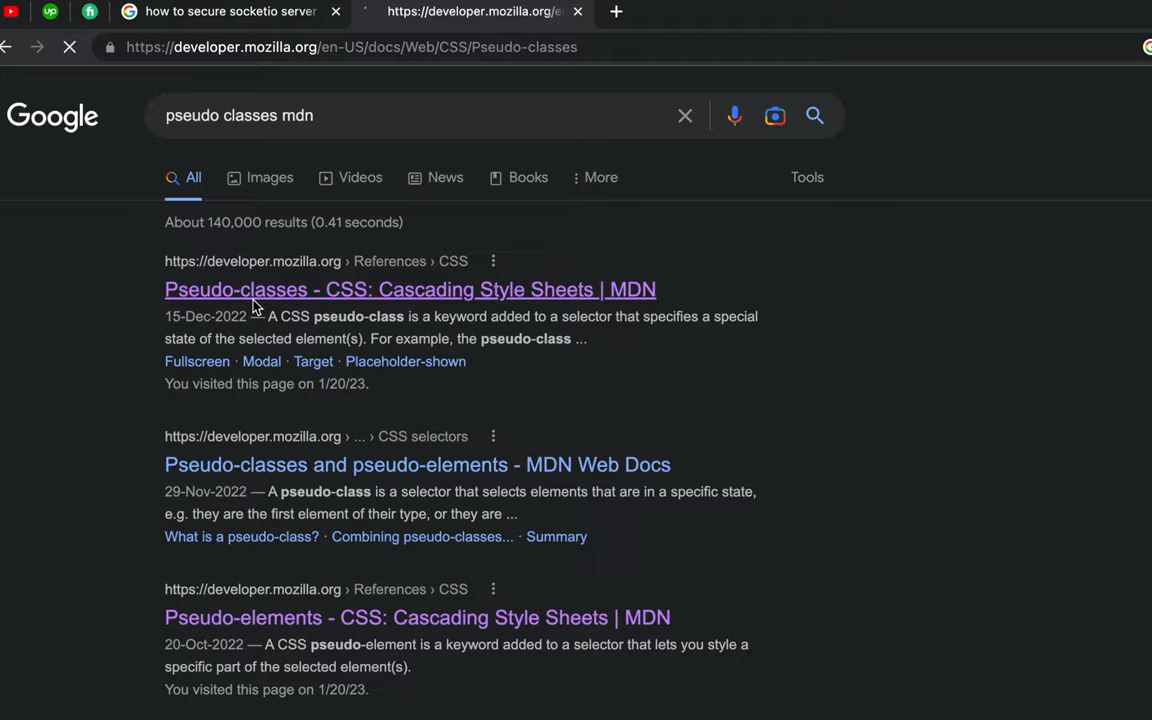 up
fi
how to secure socketio server
https://developer.mozilla.org/e
https://developer.mozilla.org/en-US/docs/Web/CSS/Pseudo-classes
Google
pseudo classes mdn
All
Images
Videos
News
Books
More
Tools
About 140,000 results (0.41 seconds)
https://developer.mozilla.org › References › CSS
Pseudo-classes - CSS: Cascading Style Sheets | MDN
15-Dec-2022 — A CSS pseudo-class is a keyword added to a selector that specifies a special
state of the selected element(s). For example, the pseudo-class ...
Fullscreen · Modal · Target · Placeholder-shown
You visited this page on 1/20/23.
https://developer.mozilla.org › ... › CSS selectors
Pseudo-classes and pseudo-elements - MDN Web Docs
29-Nov-2022 — A pseudo-class is a selector that selects elements that are in a specific state,
e.g. they are the first element of their type, or they are ...
What is a pseudo-class? · Combining pseudo-classes... · Summary
https://developer.mozilla.org › References › CSS
Pseudo-elements - CSS: Cascading Style Sheets | MDN
20-Oct-2022 — A CSS pseudo-element is a keyword added to a selector that lets you style a
specific part of the selected element(s).
You visited this page on 1/20/23.